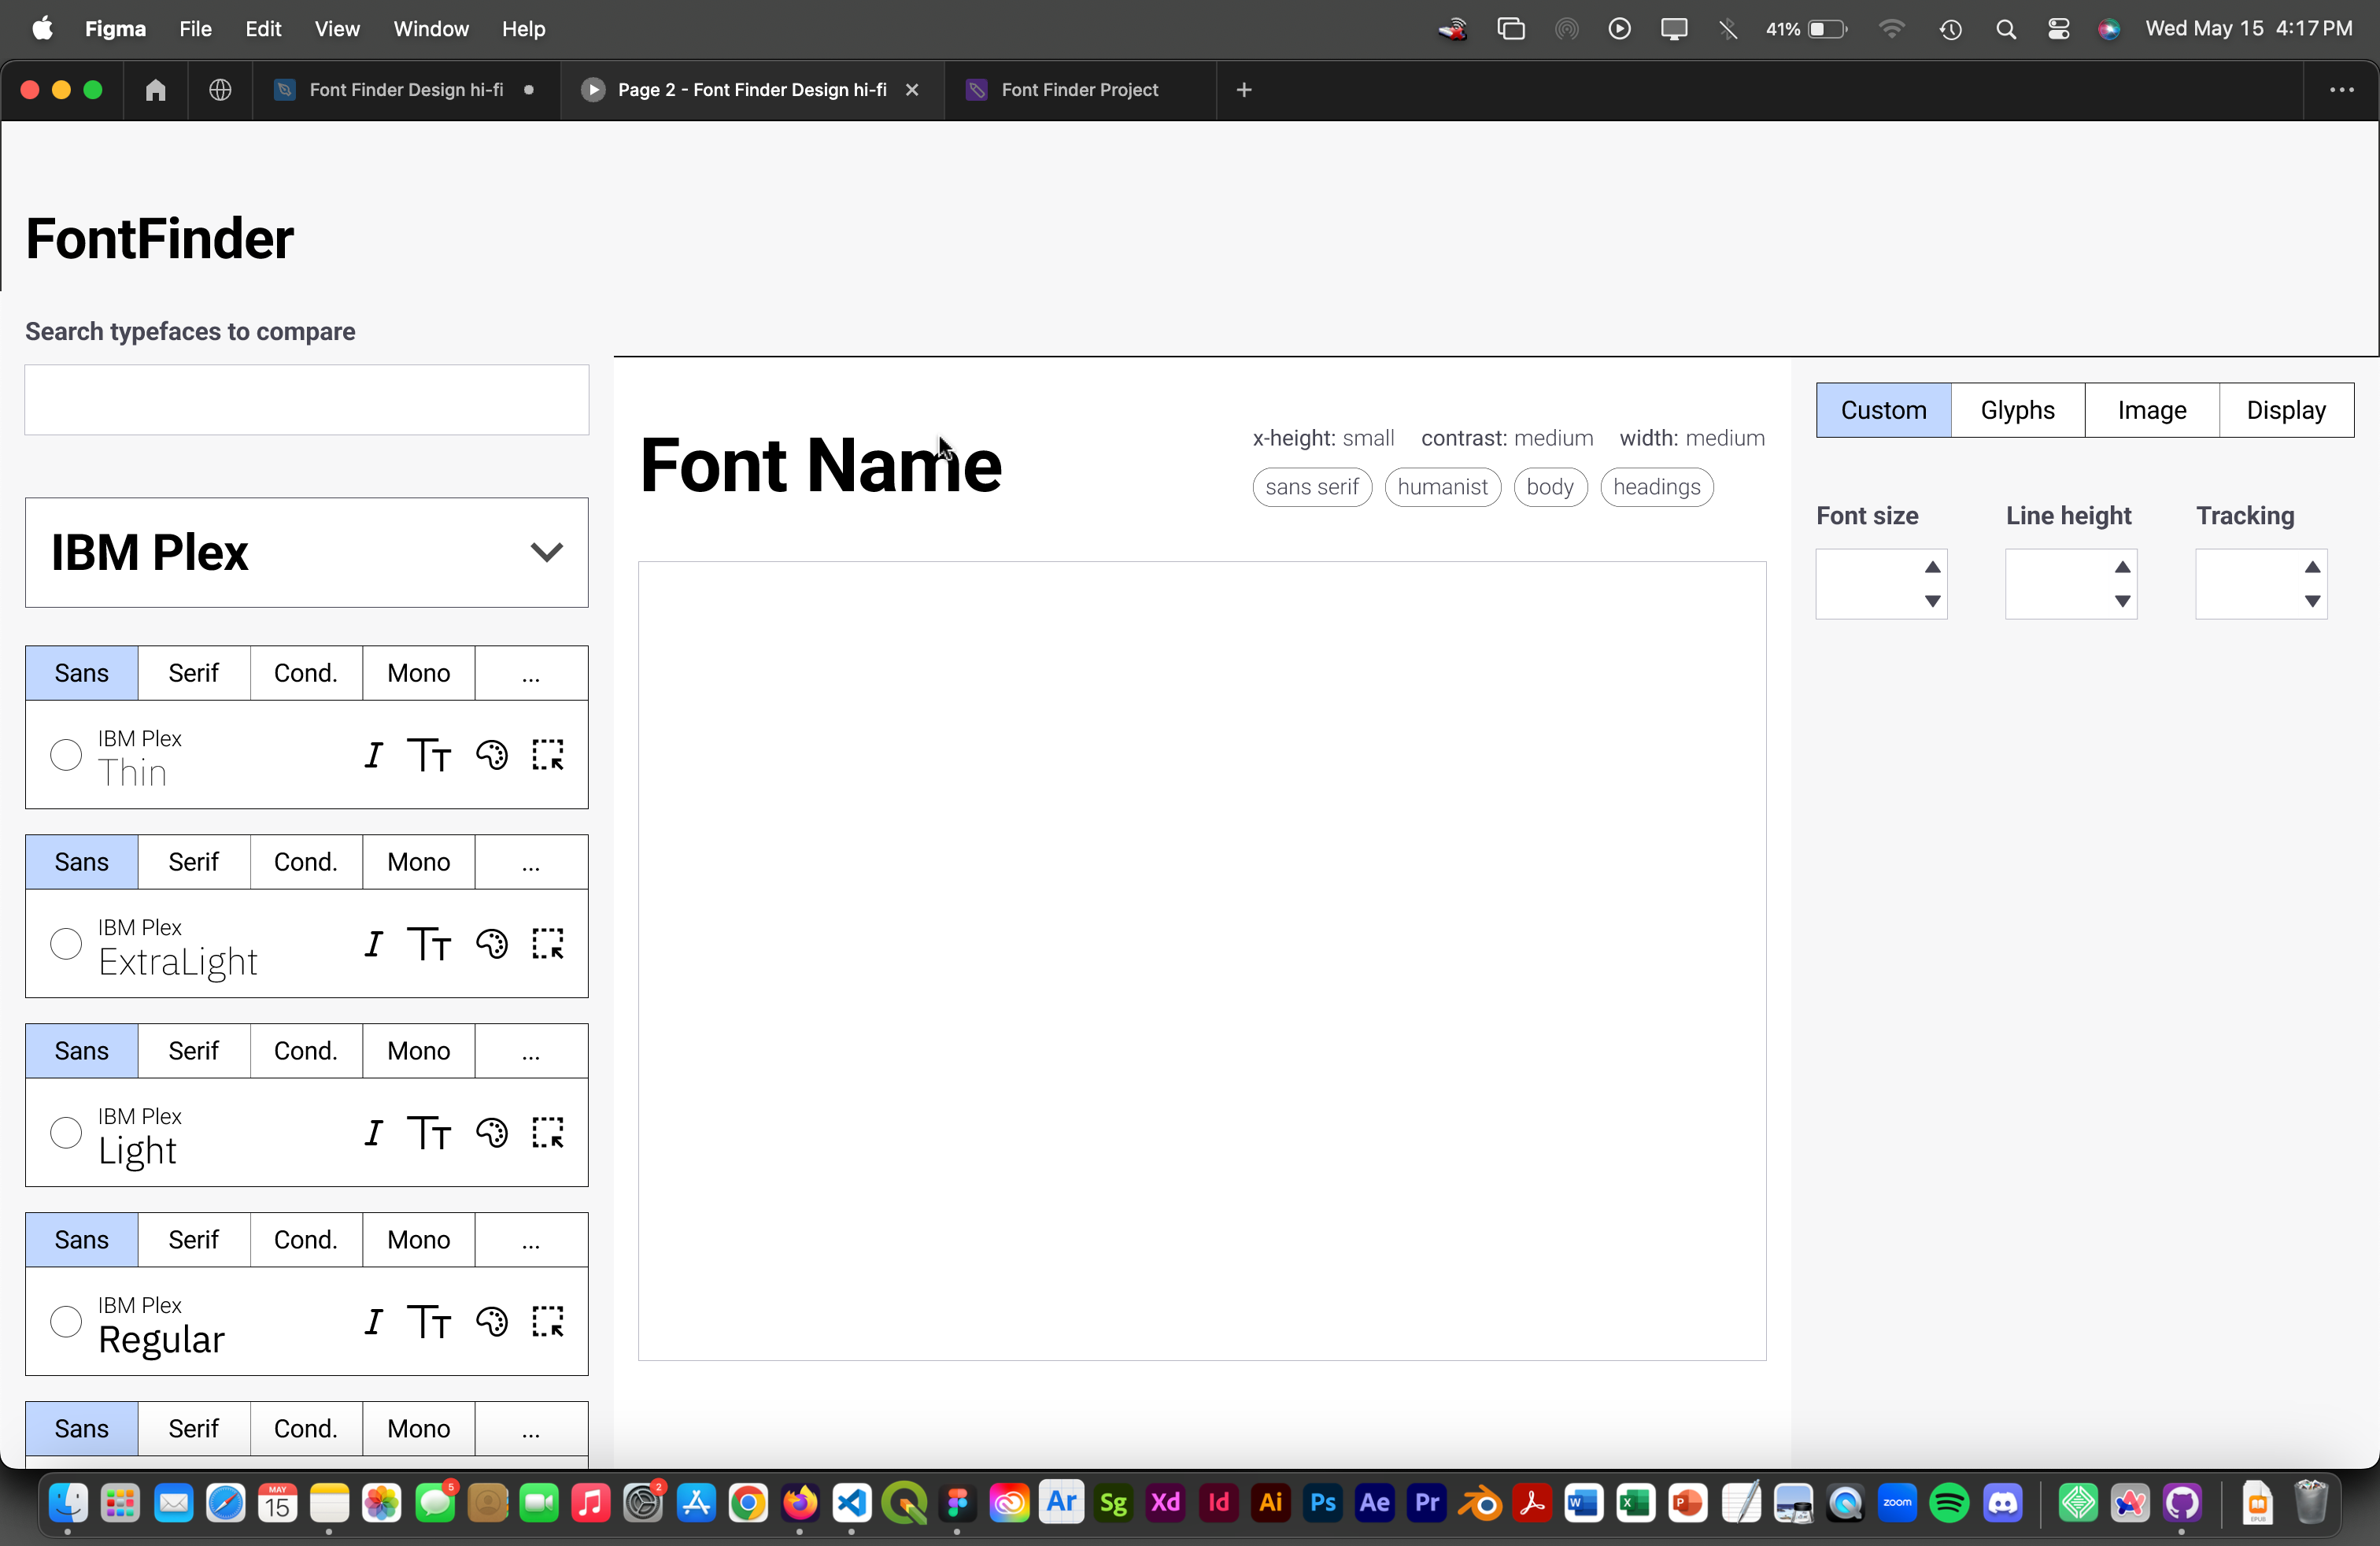 Figma File Edit View Window Help 41% Wed May 15 4:17 PM
Font Finder Design hi-fi Page 2 - Font Finder Design hi-fi Font Finder Project
FontFinder
Search typefaces to compare
IBM Plex
Sans Serif Cond. Mono ...
IBM Plex
Thin
Sans Serif Cond. Mono ...
IBM Plex
ExtraLight
Sans Serif Cond. Mono ...
IBM Plex
Light
Sans Serif Cond. Mono ...
IBM Plex
Regular
Sans Serif Cond. Mono ...
Font Name
x-height: small contrast: medium width: medium
sans serif humanist body headings
Custom Glyphs Image Display
Font size Line height Tracking
MAY
15 5 2 Ar Sg Xd Id Ai Ps Ae Pr W X P zoom EPUB